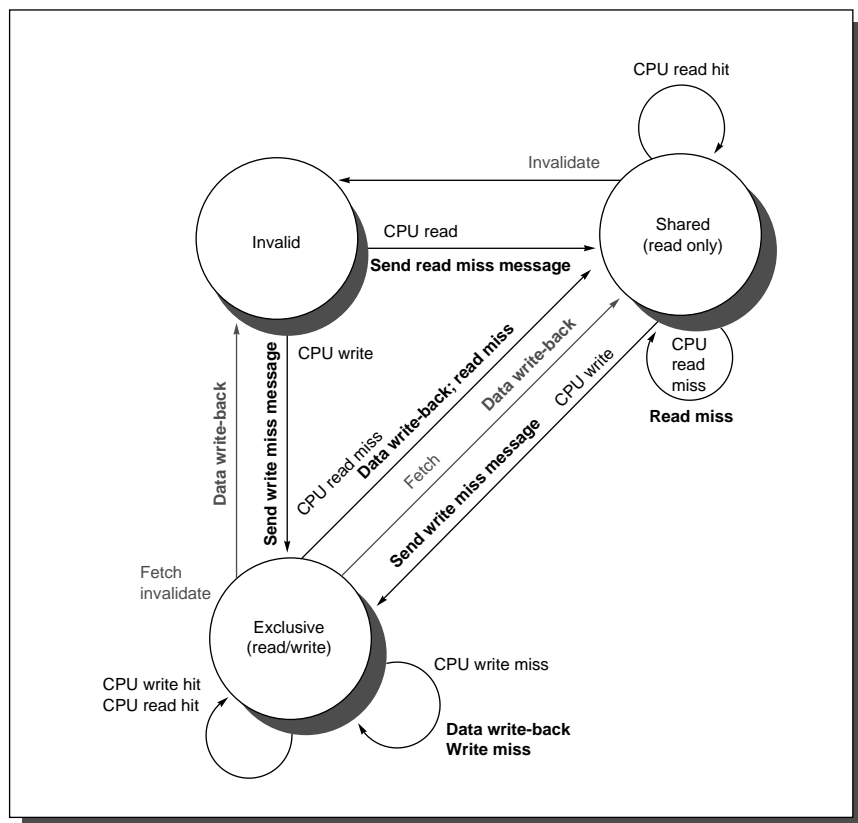 CPU read hit
Invalidate
Invalid
Shared
(read only)
CPU read
Send read miss message
CPU write
CPU
read
miss
Read miss
Data write-back
Send write miss message
CPU read miss
Data write-back; read miss
Fetch
Data write-back
Send write miss message
CPU write
Fetch
invalidate
Exclusive
(read/write)
CPU write miss
CPU write hit
CPU read hit
Data write-back
Write miss